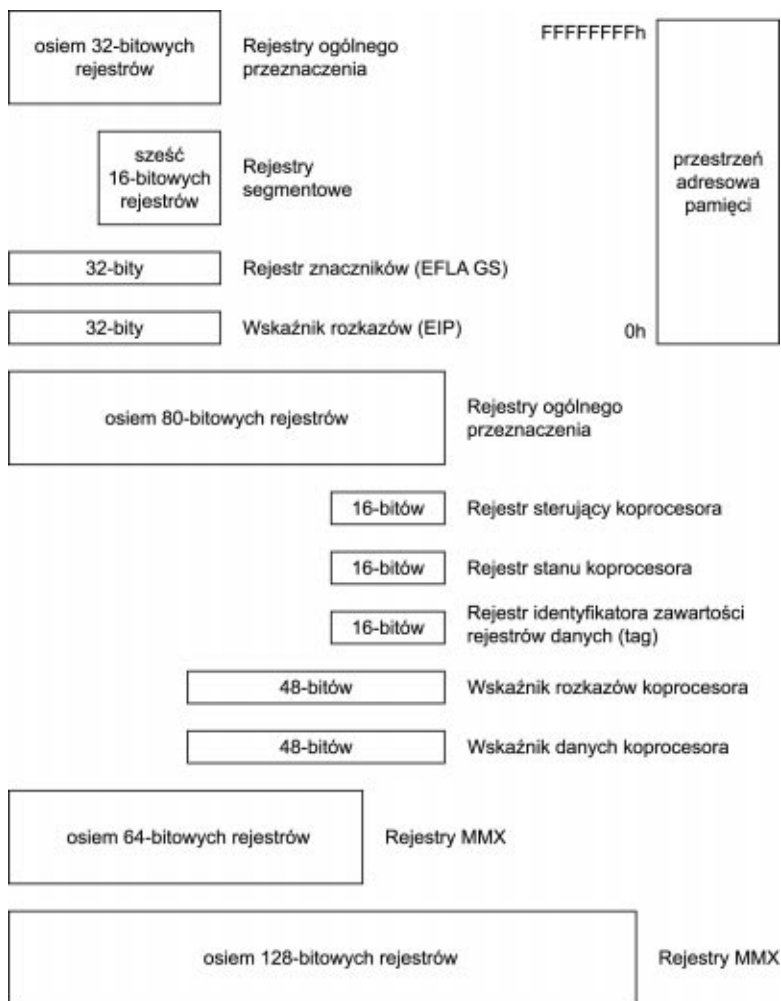 osiem 32-bitowych
rejestrów
Rejestry ogólnego
przeznaczenia
FFFFFFFFh
przestrzeń
adresowa
pamięci
0h
sześć
16-bitowych
rejestrów
Rejestry
segmentowe
32-bity
Rejestr znaczników (EFLA GS)
32-bity
Wskaźnik rozkazów (EIP)
osiem 80-bitowych rejestrów
Rejestry ogólnego
przeznaczenia
16-bitów
Rejestr sterujący koprocesora
16-bitów
Rejestr stanu koprocesora
16-bitów
Rejestr identyfikatora zawartości
rejestrów danych (tag)
48-bitów
Wskaźnik rozkazów koprocesora
48-bitów
Wskaźnik danych koprocesora
osiem 64-bitowych rejestrów
Rejestry MMX
osiem 128-bitowych rejestrów
Rejestry MMX